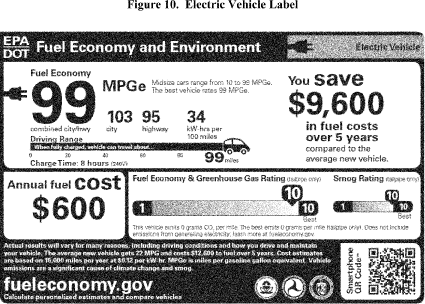 Figure 10. Electric Vehicle Label
EPA
DOT
Fuel Economy and Environment
Electric Vehicle
Fuel Economy
99
MPGe
Midsize cars range from 10 to 99 MPGe.
The best vehicle rates 99 MPGe.
103 95 34
combined city/hwy city highway kW-hrs per
100 miles
Driving Range
When fully charged, vehicle can travel about...
0 20 40 60 80 99 miles
Charge Time: 8 hours (240V)
You save
$9,600
in fuel costs
over 5 years
compared to the
average new vehicle.
Annual fuel cost
$600
Fuel Economy & Greenhouse Gas Rating (tailpipe only)
Smog Rating (tailpipe only)
10
1 10
Best
10
1 10
Best
This vehicle emits 0 grams CO₂ per mile. The best emits 0 grams per mile (tailpipe only). Does not include
emissions from generating electricity; learn more at fueleconomy.gov.
Actual results will vary for many reasons, including driving conditions and how you drive and maintain
your vehicle. The average new vehicle gets 22 MPG and costs $12,600 to fuel over 5 years. Cost estimates
are based on 15,000 miles per year at $0.12 per kW-hr. MPGe is miles per gasoline gallon equivalent. Vehicle
emissions are a significant cause of climate change and smog.
fueleconomy.gov
Calculate personalized estimates and compare vehicles
Smartphone
QR Code™